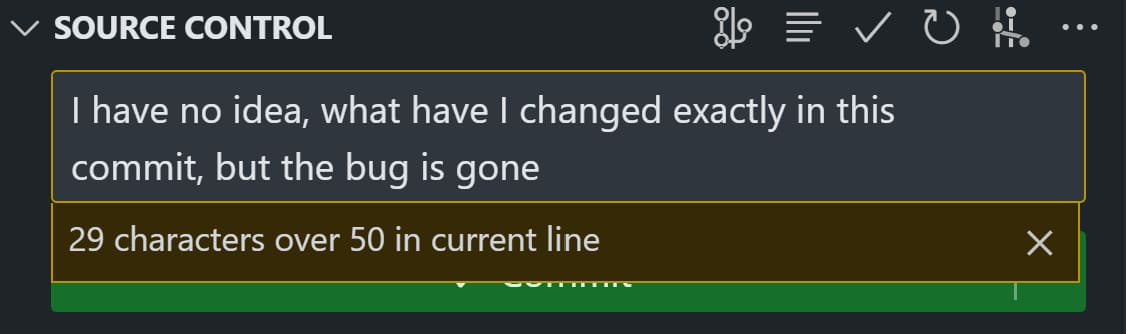 SOURCE CONTROL
I have no idea, what have I changed exactly in this
commit, but the bug is gone
29 characters over 50 in current line
Commit